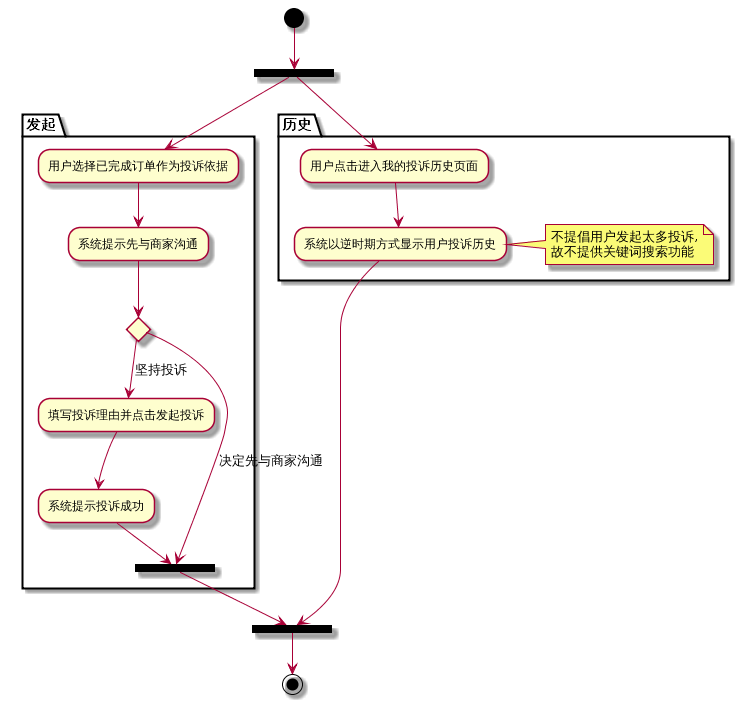 发起
用户选择已完成订单作为投诉依据
系统提示先与商家沟通
坚持投诉
填写投诉理由并点击发起投诉
决定先与商家沟通
系统提示投诉成功
历史
用户点击进入我的投诉历史页面
系统以逆时期方式显示用户投诉历史
不提倡用户发起太多投诉,
故不提供关键词搜索功能